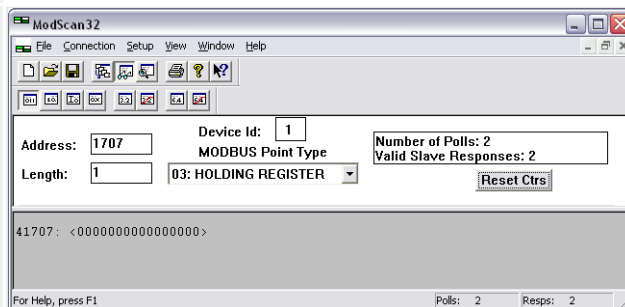 ModScan32
File Connection Setup View Window Help
Address: 1707
Device Id: 1
MODBUS Point Type
Length: 1
03: HOLDING REGISTER
Number of Polls: 2
Valid Slave Responses: 2
Reset Ctrs
41707: <0000000000000000>
For Help, press F1
Polls: 2
Resps: 2